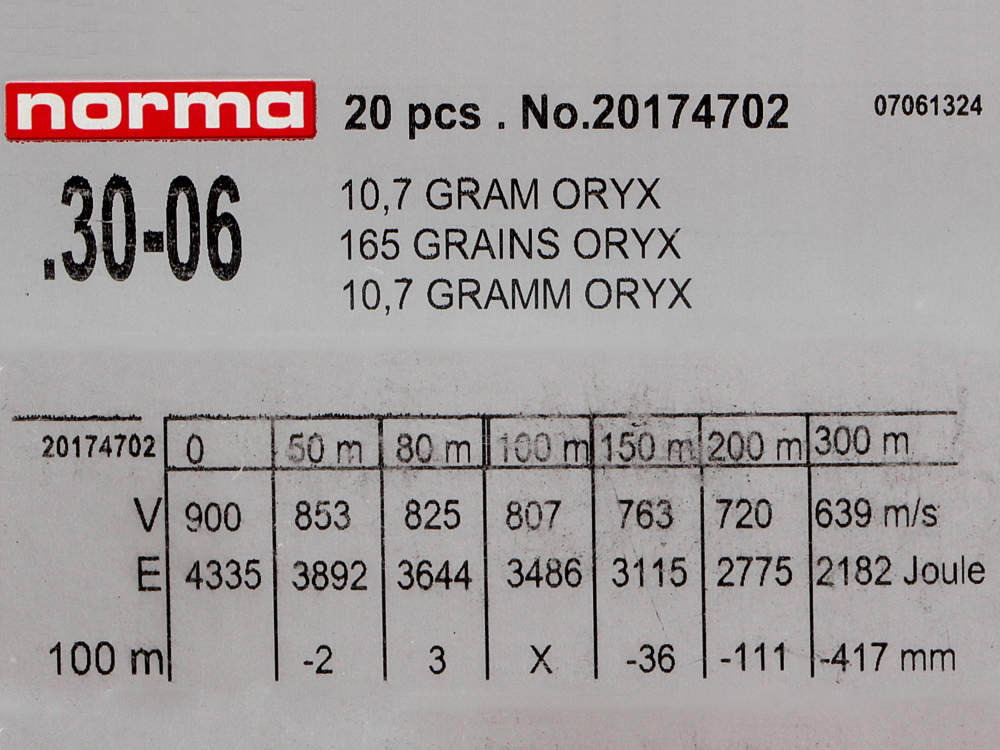 norma 20 pcs . No.20174702 07061324
.30-06
10,7 GRAM ORYX
165 GRAINS ORYX
10,7 GRAMM ORYX
20174702 0 50 m 80 m 100 m 150 m 200 m 300 m
V 900 853 825 807 763 720 639 m/s
E 4335 3892 3644 3486 3115 2775 2182 Joule
100 m -2 3 X -36 -111 -417 mm